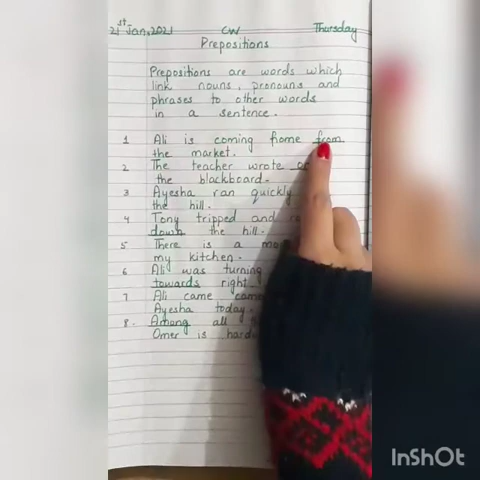 21st Jan, 2021 CW Thursday
Prepositions
Prepositions are words which
link nouns, pronouns and
phrases to other words
in a sentence.
1 Ali is coming home from
the market.
2 The teacher wrote
the blackboard.
3 Ayesha ran quickly
the hill.
4 Tony tripped and
down the hill.
5 There is a
my kitchen.
6 Ali was turning
towards right
7 Ali came
Ayesha today.
8. Among all
Omer is
InShOt